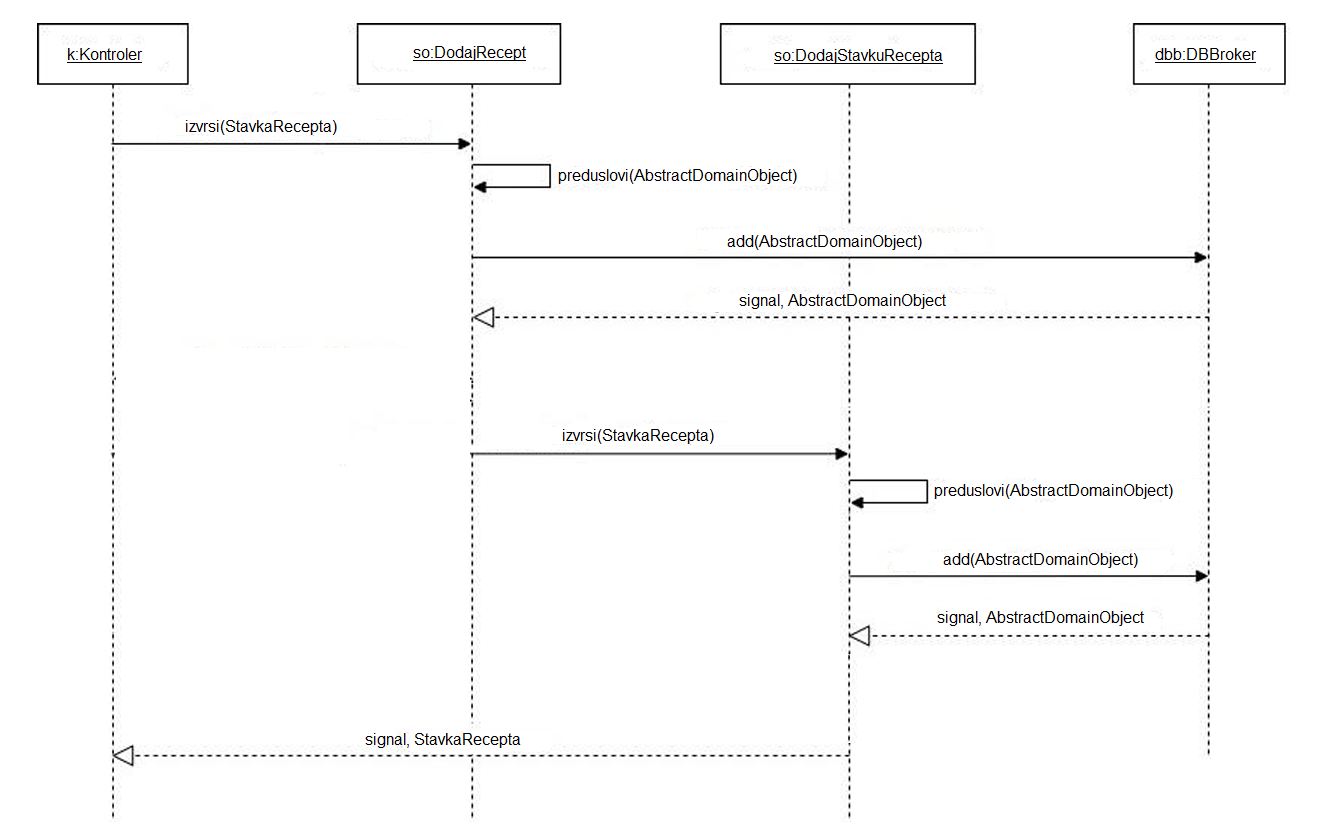 k:Kontroler
so:DodajRecept
so:DodajStavkuRecepta
dbb:DBBroker
izvrsi(StavkaRecepta)
preduslovi(AbstractDomainObject)
add(AbstractDomainObject)
signal, AbstractDomainObject
izvrsi(StavkaRecepta)
preduslovi(AbstractDomainObject)
add(AbstractDomainObject)
signal, AbstractDomainObject
signal, StavkaRecepta